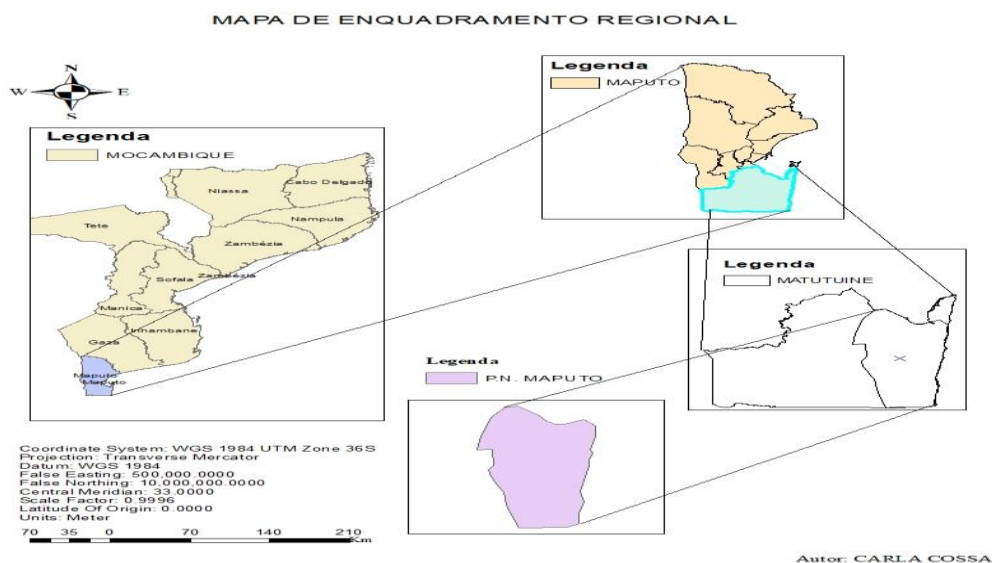 MAPA DE ENQUADRAMENTO REGIONAL
N
W E
S
Legenda
MOCAMBIQUE
Niassa
Cabo Delgado
Nampula
Tete
Zambézia
Zambézia
Sofala
Manica
Inhambane
Gaza
Maputo
Maputo
Legenda
MAPUTO
Legenda
MATUTUINE
Legenda
P.N. MAPUTO
Coordinate System: WGS 1984 UTM Zone 36S
Projection: Transverse Mercator
Datum: WGS 1984
False Easting: 500,000.0000
False Northing: 10,000,000.0000
Central Meridian: 33.0000
Scale Factor: 0.9996
Latitude Of Origin: 0.0000
Units: Meter
70 35 0 70 140 210
Km
Autor: CARLA COSSA